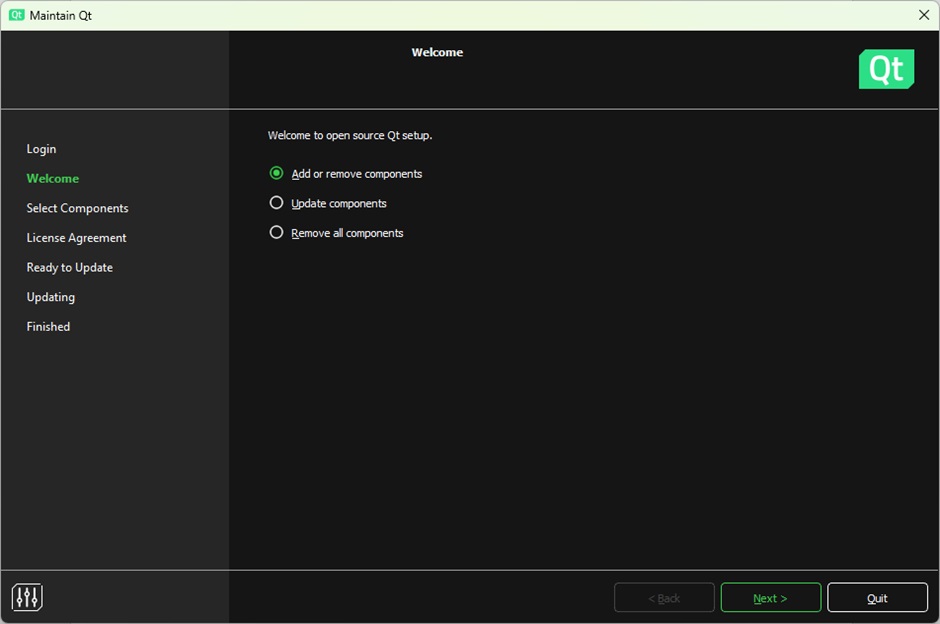 Qt Maintain Qt
Welcome
Qt
Login
Welcome
Select Components
License Agreement
Ready to Update
Updating
Finished
Welcome to open source Qt setup.
Add or remove components
Update components
Remove all components
< Back
Next >
Quit